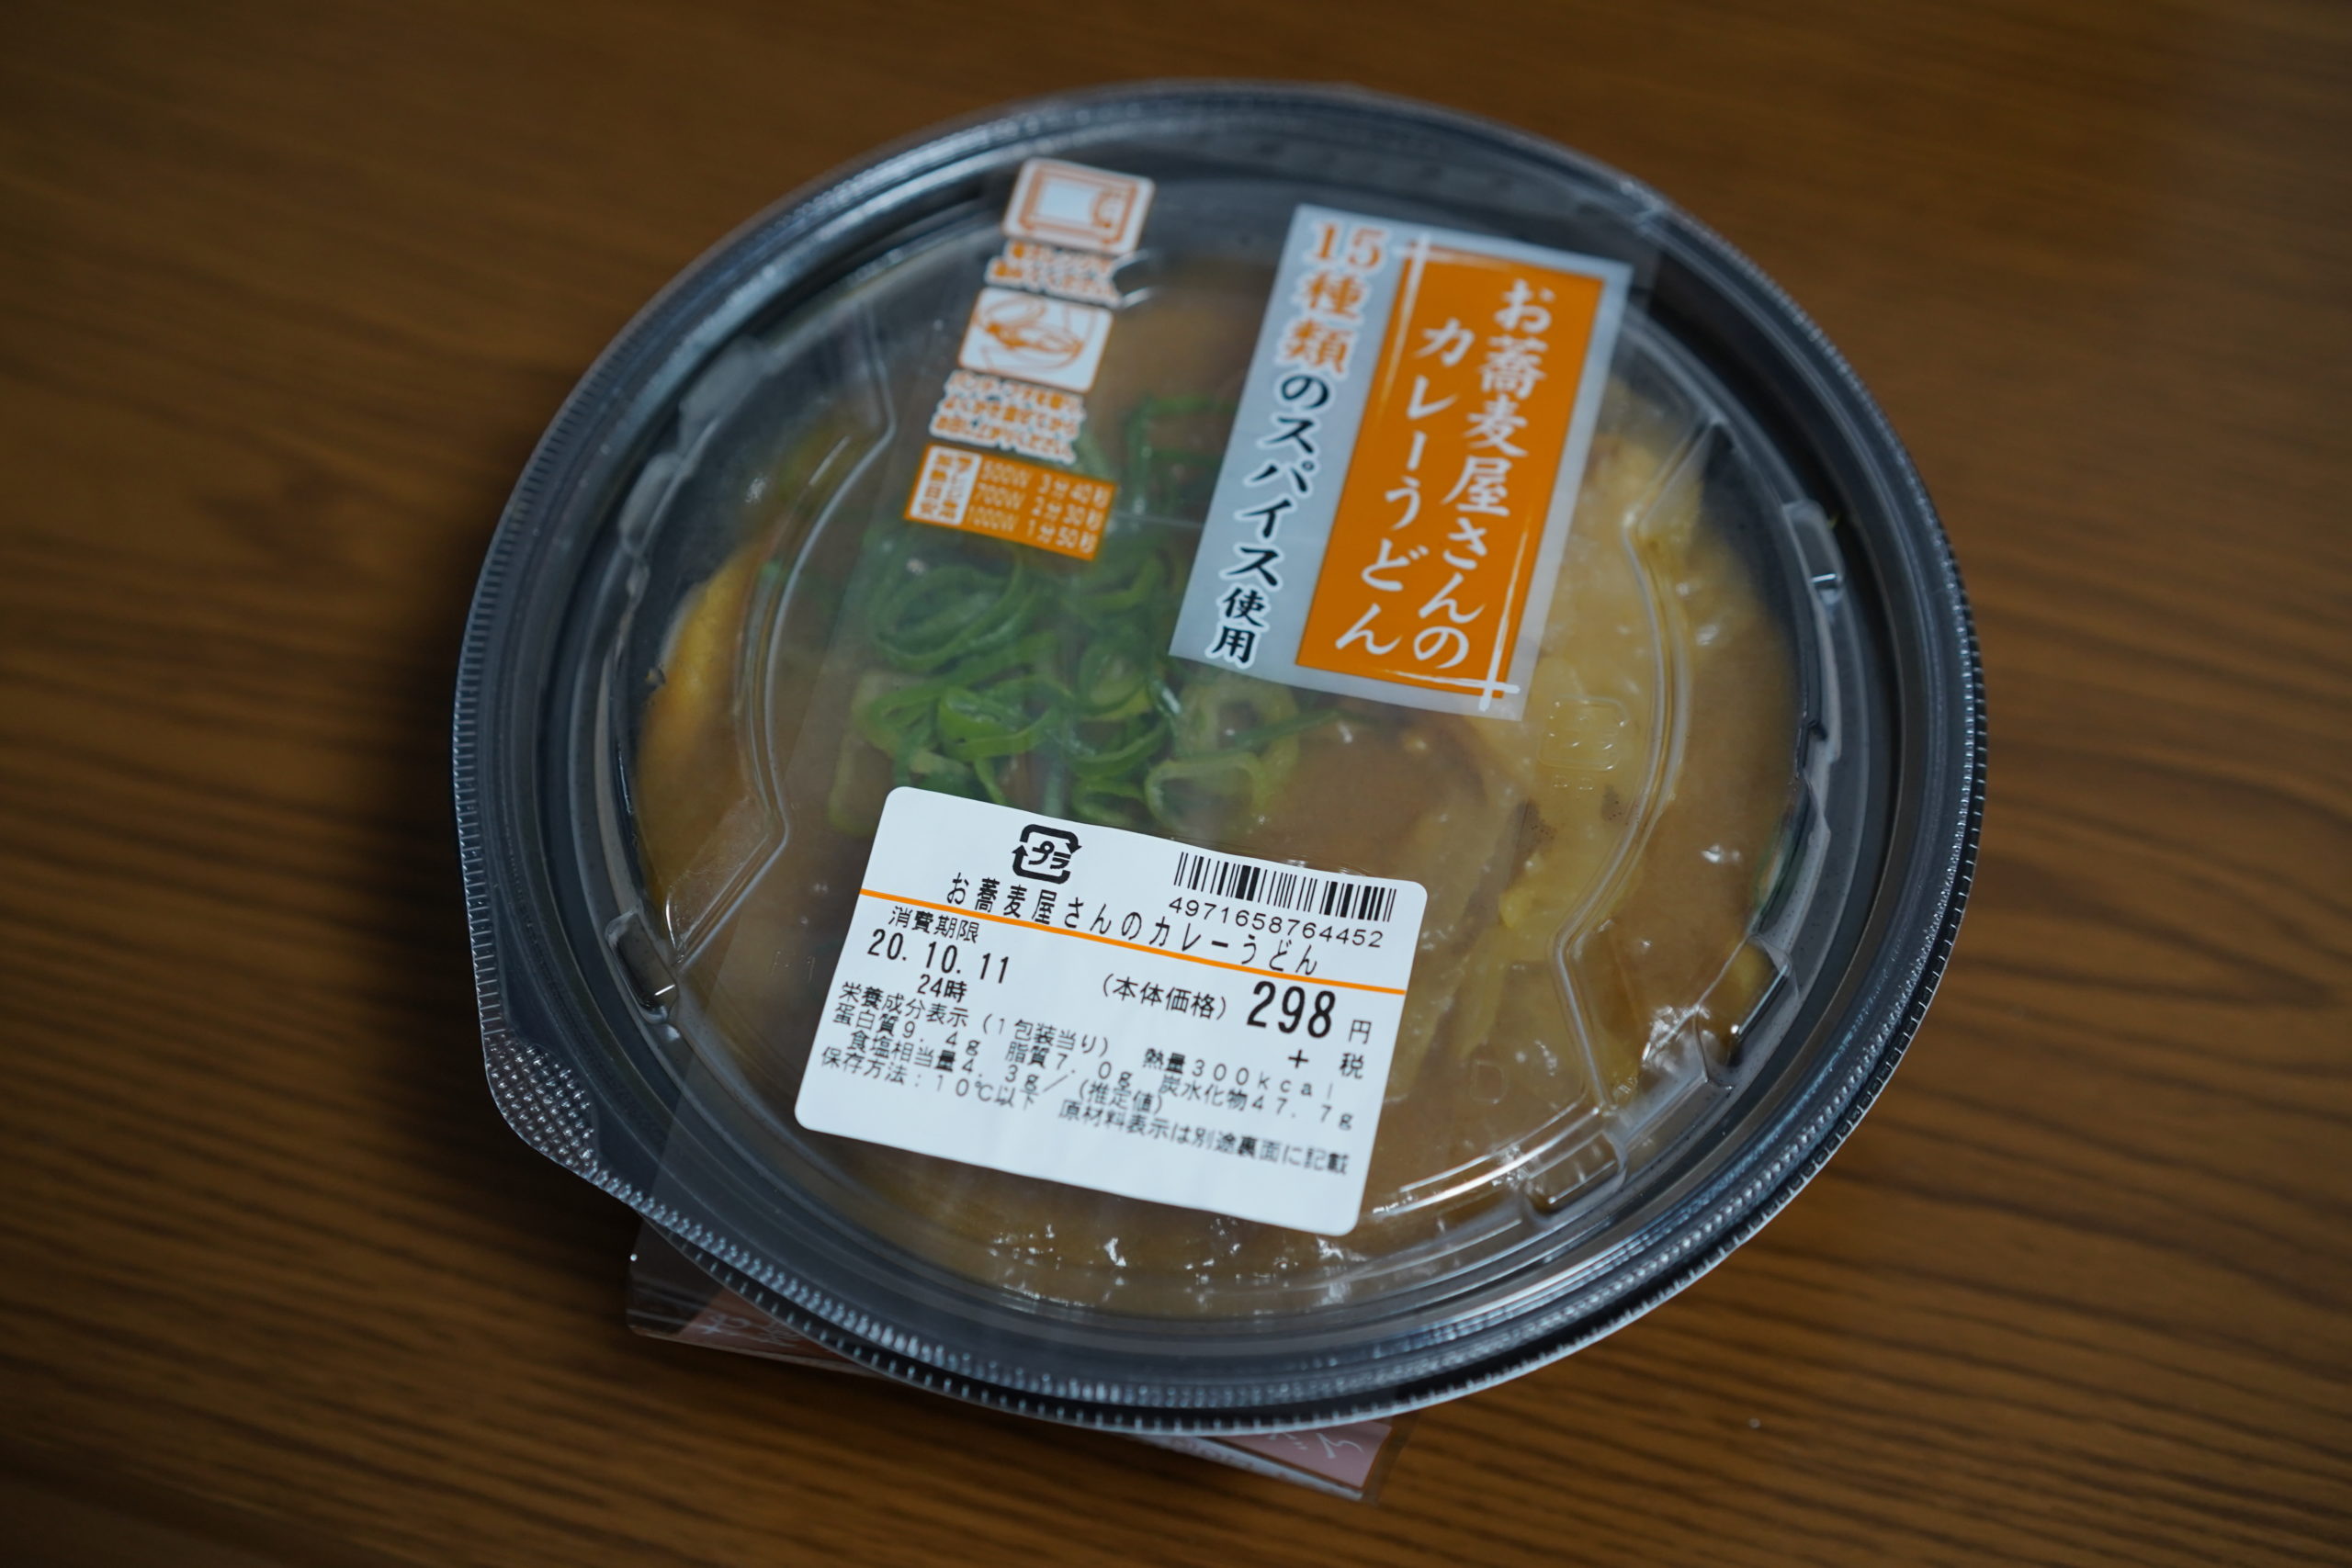 お蕎麦屋さんの
カレーうどん
15種類のスパイス使用
加熱目安
500W 3分40秒
700W 2分30秒
1000W 1分50秒
プラ
4971658764452
お蕎麦屋さんのカレーうどん
消費期限
20.10.11
24時
(本体価格) 298円
+ 税
栄養成分表示(1包装当り) 熱量300kcal
蛋白質9.4g 脂質7.0g 炭水化物47.7g
食塩相当量4.3g/(推定値)
保存方法:10℃以下 原材料表示は別途裏面に記載